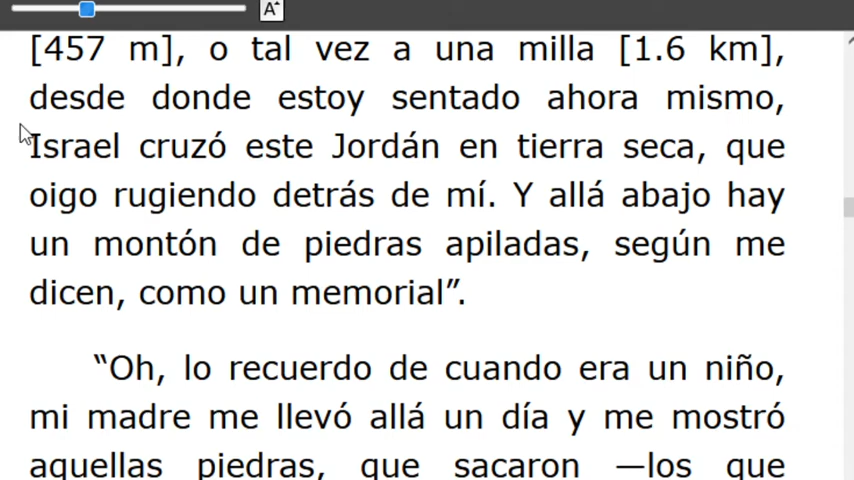 A
[457 m], o tal vez a una milla [1.6 km],
desde donde estoy sentado ahora mismo,
Israel cruzó este Jordán en tierra seca, que
oigo rugiendo detrás de mí. Y allá abajo hay
un montón de piedras apiladas, según me
dicen, como un memorial”.
“Oh, lo recuerdo de cuando era un niño,
mi madre me llevó allá un día y me mostró
aquellas piedras, que sacaron —los que